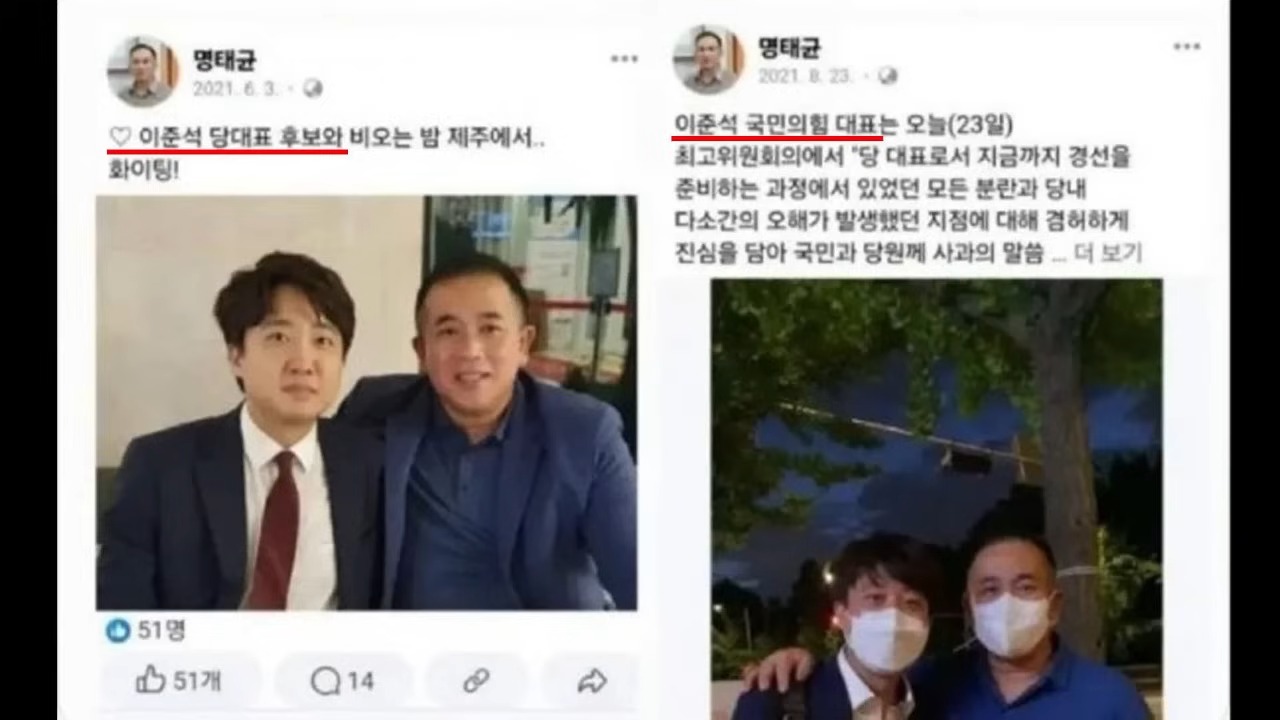 명태균
2021. 6. 3. ·
♡ 이준석 당대표 후보와 비오는 밤 제주에서..
화이팅!
51명
51개
14
명태균
2021. 8. 23. ·
이준석 국민의힘 대표는 오늘(23일)
최고위원회의에서 "당 대표로서 지금까지 경선을
준비하는 과정에서 있었던 모든 분란과 당내
다소간의 오해가 발생했던 지점에 대해 겸허하게
진심을 담아 국민과 당원께 사과의 말씀 ... 더 보기